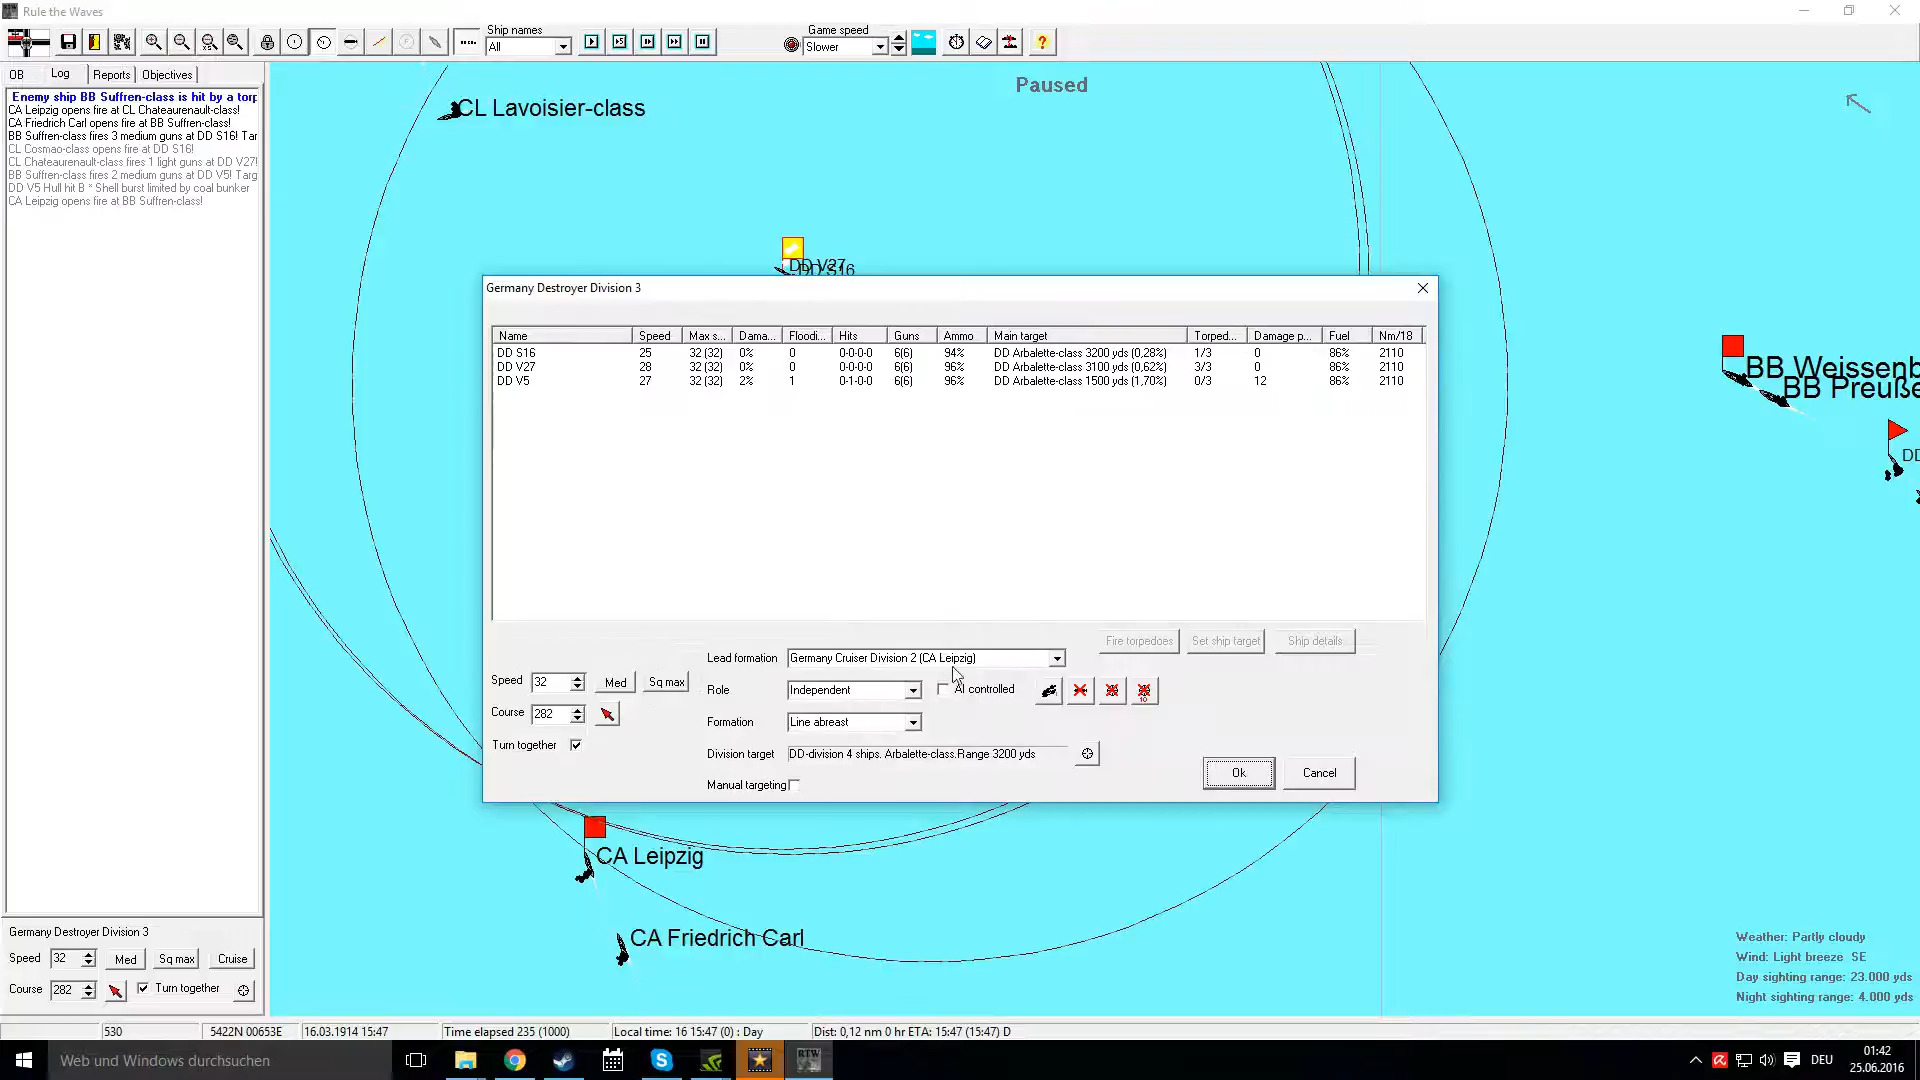 Rule the Waves
Ship names
All
Game speed
Slower
OB
Log
Reports
Objectives
Enemy ship BB Suffren-class is hit by a torp
CA Leipzig opens fire at CL Chateaurenault-class!
CA Friedrich Carl opens fire at BB Suffren-class!
BB Suffren-class fires 3 medium guns at DD S16! Tar
CL Cosmao-class opens fire at DD S16!
CL Chateaurenault-class fires 1 light guns at DD V27!
BB Suffren-class fires 2 medium guns at DD V5! Targ
DD V5 Hull hit B * Shell burst limited by coal bunker
CA Leipzig opens fire at BB Suffren-class!
Paused
CL Lavoisier-class
DD V27
DD S16
BB Weissenb
BB Preuße
DD
Germany Destroyer Division 3
Name Speed Max s... Dama... Floodi... Hits Guns Ammo Main target Torped... Damage p... Fuel Nm/18
DD S16 25 32 (32) 0% 0 0-0-0-0 6(6) 94% DD Arbalette-class 3200 yds (0,28%) 1/3 0 86% 2110
DD V27 28 32 (32) 0% 0 0-0-0-0 6(6) 96% DD Arbalette-class 3100 yds (0,62%) 3/3 0 86% 2110
DD V5 27 32 (32) 2% 1 0-1-0-0 6(6) 96% DD Arbalette-class 1500 yds (1,70%) 0/3 12 86% 2110
Fire torpedoes
Set ship target
Ship details
Lead formation Germany Cruiser Division 2 (CA Leipzig)
Speed 32 Med Sq max
Role Independent
AI controlled
10
Course 282
Formation Line abreast
Turn together
Division target DD-division 4 ships. Arbalette-class.Range 3200 yds
Manual targeting
Ok
Cancel
CA Leipzig
CA Friedrich Carl
Weather: Partly cloudy
Wind: Light breeze SE
Day sighting range: 23.000 yds
Night sighting range: 4.000 yds
Germany Destroyer Division 3
Speed 32 Med Sq max Cruise
Course 282 Turn together
530 5422N 00653E 16.03.1914 15:47 Time elapsed 235 (1000) Local time: 16 15:47 (0) : Day Dist: 0,12 nm 0 hr ETA: 15:47 (15:47) D
Web und Windows durchsuchen
RTW
DEU
01:42
25.06.2016